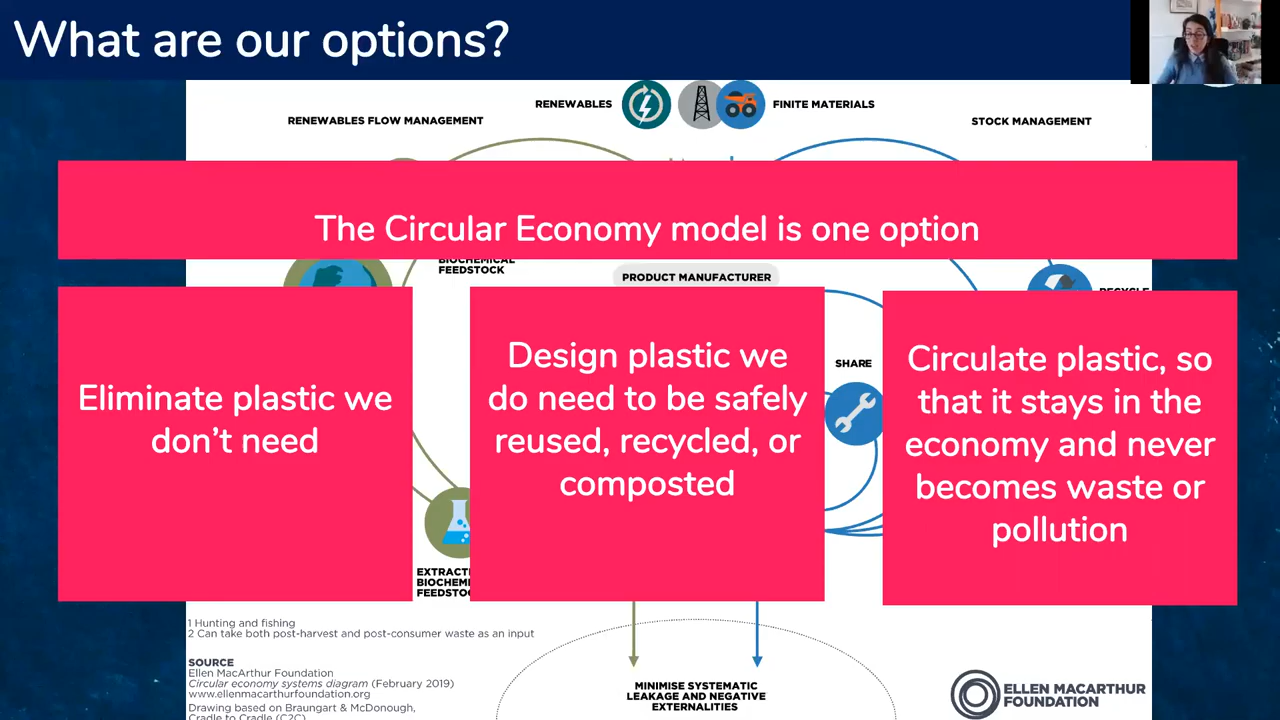 What are our options?
RENEWABLES
FINITE MATERIALS
RENEWABLES FLOW MANAGEMENT
STOCK MANAGEMENT
The Circular Economy model is one option
BIOCHEMICAL
FEEDSTOCK
PRODUCT MANUFACTURER
RECYCLE
Eliminate plastic we
don't need
Design plastic we
do need to be safely
reused, recycled, or
composted
SHARE
Circulate plastic, so
that it stays in the
economy and never
becomes waste or
pollution
EXTRACT
BIOCHEM
FEEDSTOC
1 Hunting and fishing
2 Can take both post-harvest and post-consumer waste as an input
SOURCE
Ellen MacArthur Foundation
Circular economy systems diagram (February 2019)
www.ellenmacarthurfoundation.org
Drawing based on Braungart & McDonough,
Cradle to Cradle (C2C)
MINIMISE SYSTEMATIC
LEAKAGE AND NEGATIVE
EXTERNALITIES
ELLEN MACARTHUR
FOUNDATION